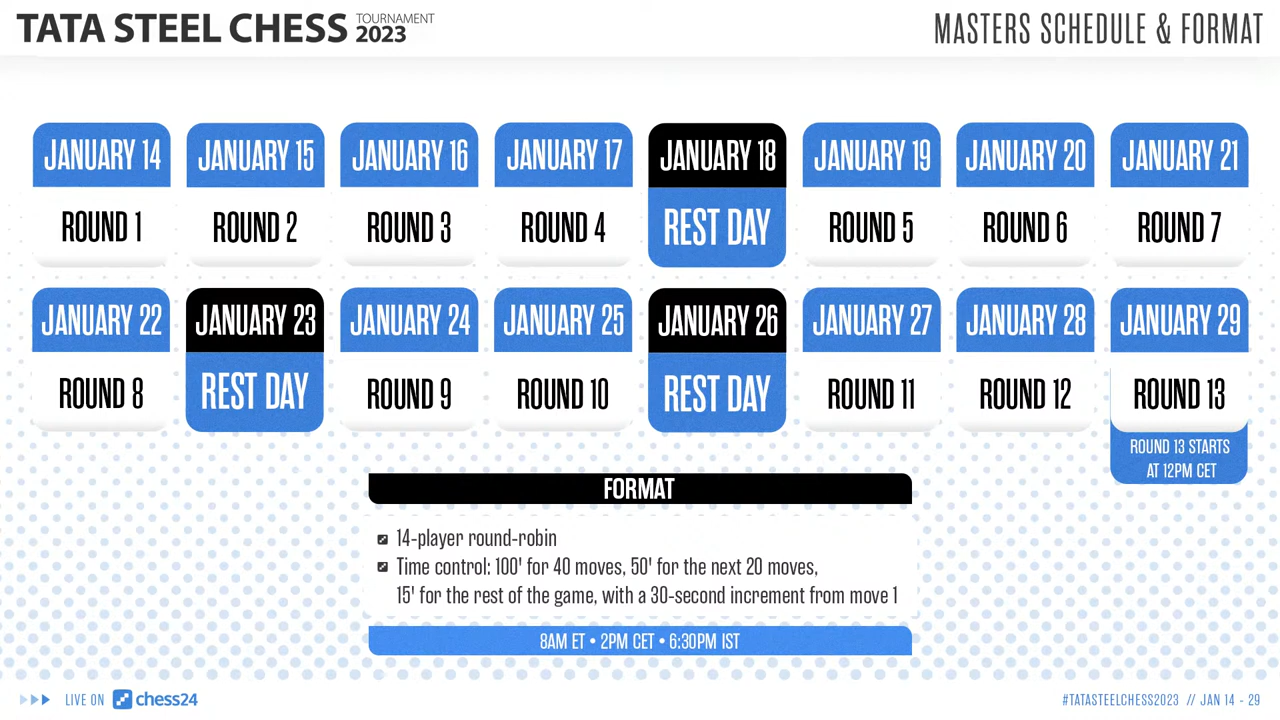 TATA STEEL CHESS TOURNAMENT 2023
MASTERS SCHEDULE & FORMAT
JANUARY 14
ROUND 1
JANUARY 15
ROUND 2
JANUARY 16
ROUND 3
JANUARY 17
ROUND 4
JANUARY 18
REST DAY
JANUARY 19
ROUND 5
JANUARY 20
ROUND 6
JANUARY 21
ROUND 7
JANUARY 22
ROUND 8
JANUARY 23
REST DAY
JANUARY 24
ROUND 9
JANUARY 25
ROUND 10
JANUARY 26
REST DAY
JANUARY 27
ROUND 11
JANUARY 28
ROUND 12
JANUARY 29
ROUND 13
ROUND 13 STARTS
AT 12PM CET
FORMAT
14-player round-robin
Time control: 100' for 40 moves, 50' for the next 20 moves,
15' for the rest of the game, with a 30-second increment from move 1
8AM ET • 2PM CET • 6:30PM IST
LIVE ON chess24
#TATASTEELCHESS2023 // JAN 14 - 29